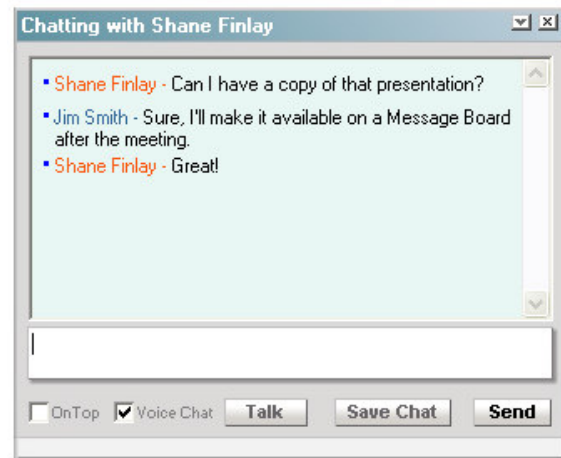 Chatting with Shane Finlay
Shane Finlay - Can I have a copy of that presentation?
Jim Smith - Sure, I'll make it available on a Message Board
after the meeting.
Shane Finlay - Great!
OnTop Voice Chat Talk Save Chat Send